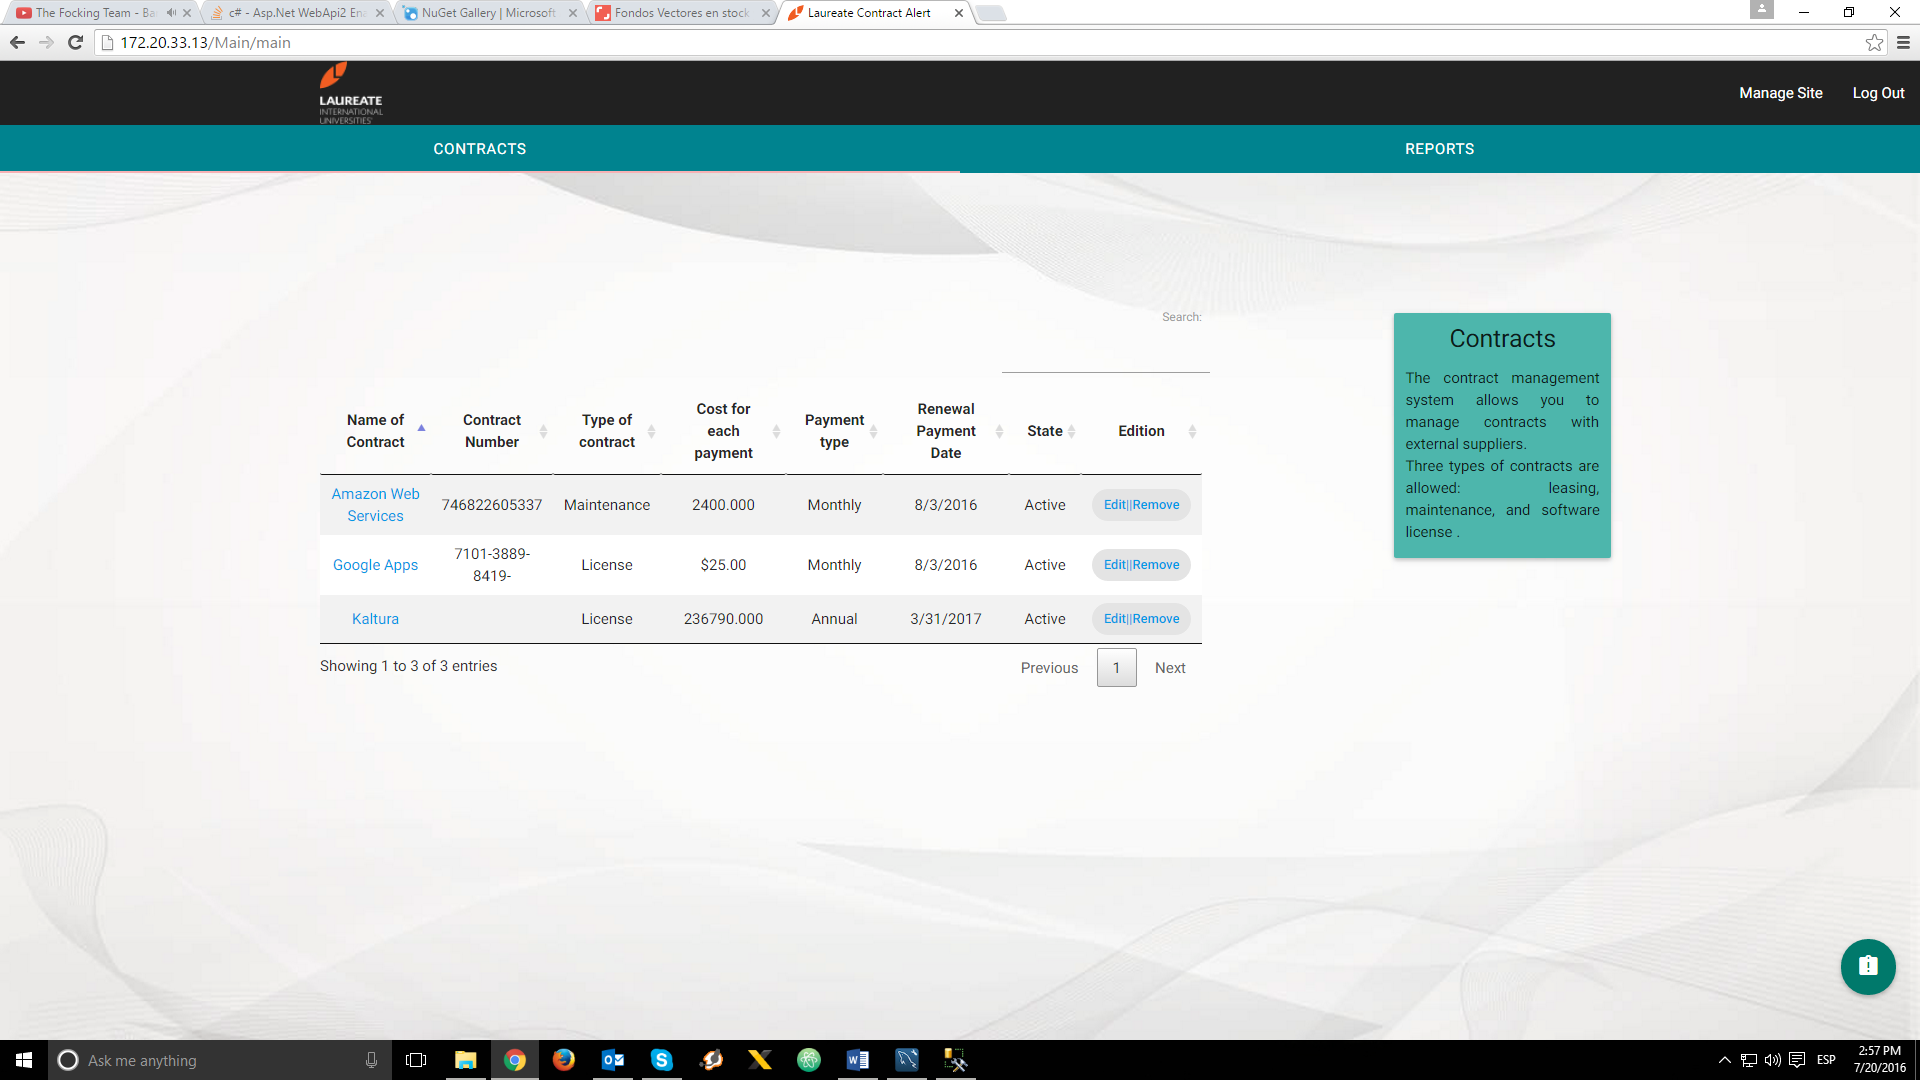 The Focking Team - Ba
c# - Asp.Net WebApi2 Ena
NuGet Gallery | Microsoft
Fondos Vectores en stock
Laureate Contract Alert
172.20.33.13/Main/main
LAUREATE
INTERNATIONAL
UNIVERSITIES
Manage Site
Log Out
CONTRACTS
REPORTS
Search:
Name of Contract
Contract Number
Type of contract
Cost for each payment
Payment type
Renewal Payment Date
State
Edition
Amazon Web Services 746822605337 Maintenance 2400.000 Monthly 8/3/2016 Active Edit||Remove
Google Apps 7101-3889-8419- License $25.00 Monthly 8/3/2016 Active Edit||Remove
Kaltura License 236790.000 Annual 3/31/2017 Active Edit||Remove
Showing 1 to 3 of 3 entries
Previous 1 Next
Contracts
The contract management
system allows you to
manage contracts with
external suppliers.
Three types of contracts are
allowed: leasing,
maintenance, and software
license .
Ask me anything
ESP
2:57 PM
7/20/2016